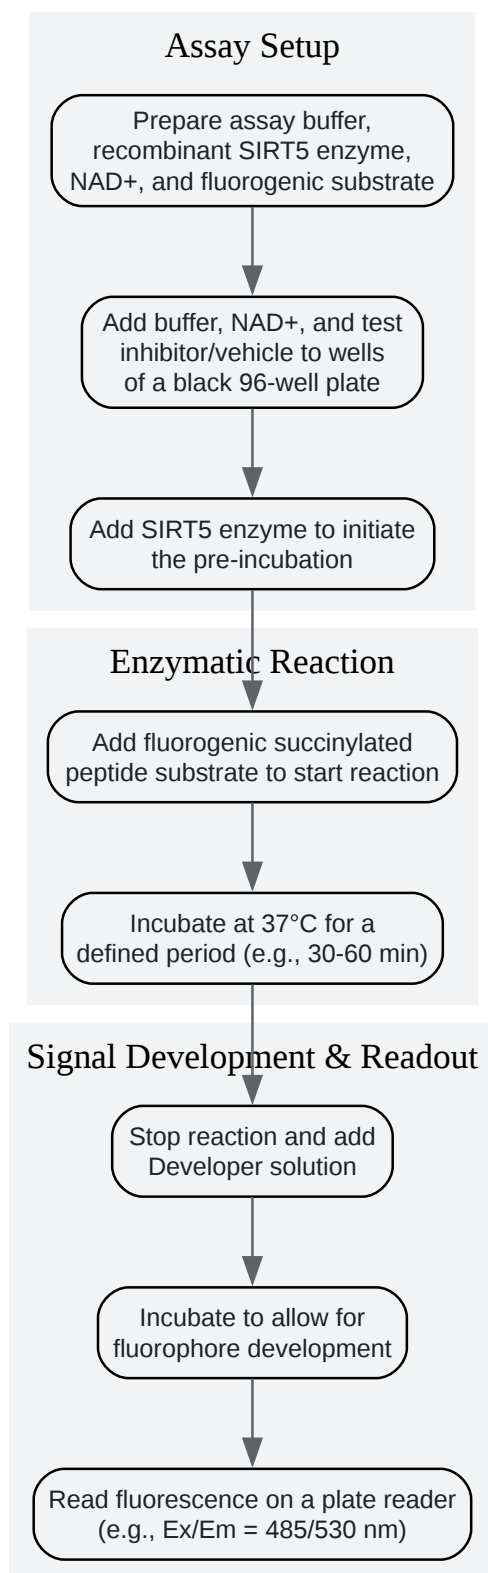 Assay Setup
Prepare assay buffer,
recombinant SIRT5 enzyme,
NAD+, and fluorogenic substrate
Add buffer, NAD+, and test
inhibitor/vehicle to wells
of a black 96-well plate
Add SIRT5 enzyme to initiate
the pre-incubation
Enzymatic Reaction
Add fluorogenic succinylated
peptide substrate to start reaction
Incubate at 37°C for a
defined period (e.g., 30-60 min)
Signal Development & Readout
Stop reaction and add
Developer solution
Incubate to allow for
fluorophore development
Read fluorescence on a plate reader
(e.g., Ex/Em = 485/530 nm)